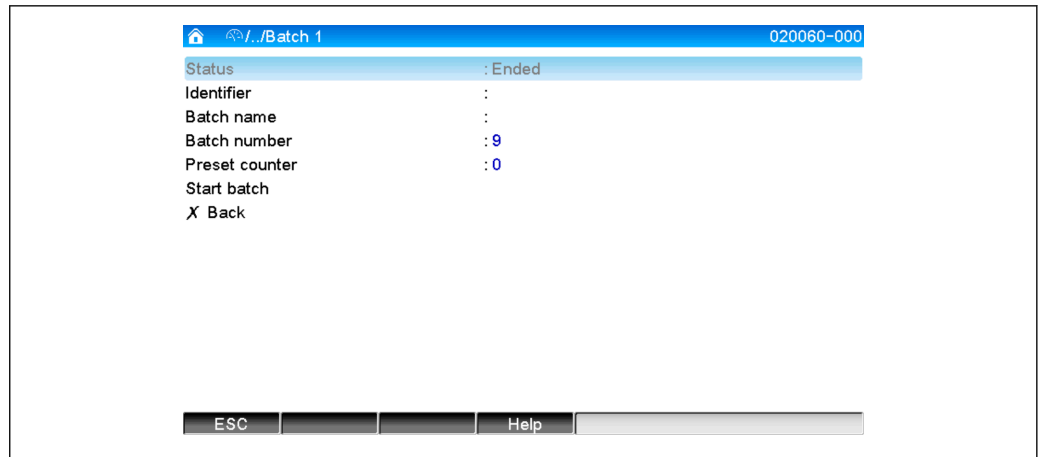 /../Batch 1 020060-000
Status : Ended
Identifier :
Batch name :
Batch number : 9
Preset counter : 0
Start batch
X Back
ESC Help